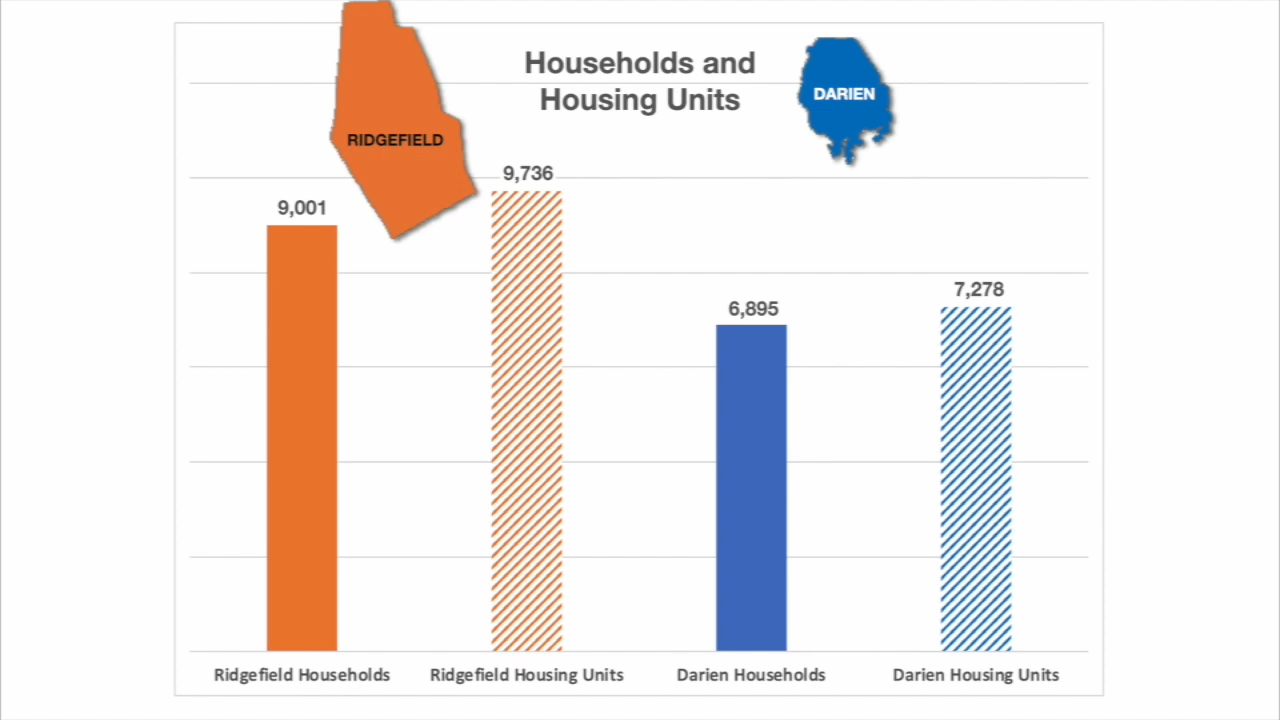 Households and
Housing Units
DARIEN
RIDGEFIELD
9,736
9,001
7,278
6,895
Ridgefield Households
Ridgefield Housing Units
Darien Households
Darien Housing Units